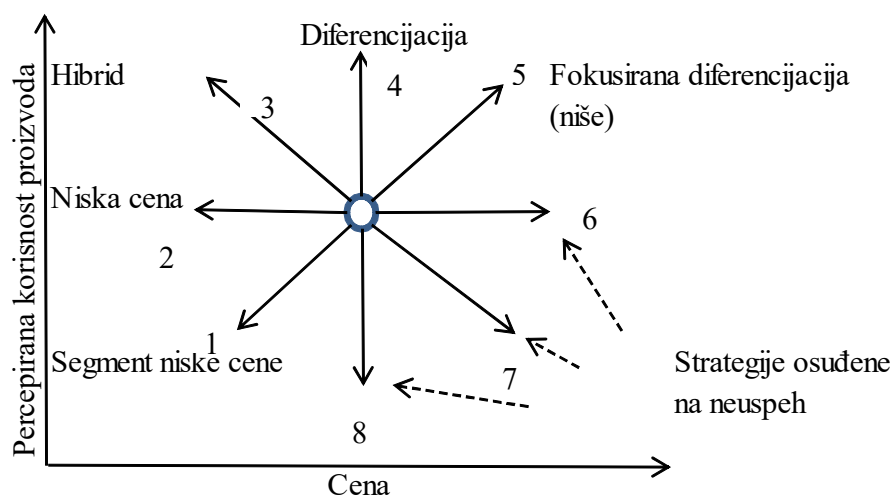 Diferencijacija
Hibrid
4
5
Fokusirana diferencijacija
(niše)
3
Niska cena
6
2
1
Segment niske cene
7
Strategije osuđene
na neuspeh
8
Percepirana korisnost proizvoda
Cena